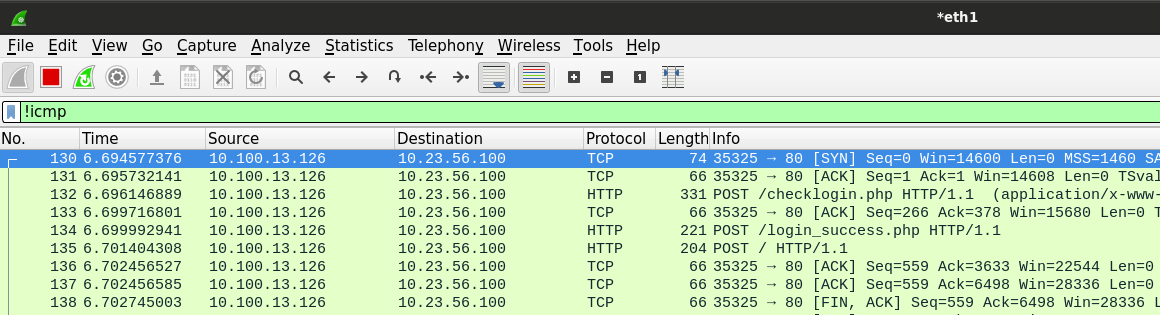 *eth1
File Edit View Go Capture Analyze Statistics Telephony Wireless Tools Help
!icmp
No. Time Source Destination Protocol Length Info
130 6.694577376 10.100.13.126 10.23.56.100 TCP 74 35325 → 80 [SYN] Seq=0 Win=14600 Len=0 MSS=1460 SA
131 6.695732141 10.100.13.126 10.23.56.100 TCP 66 35325 → 80 [ACK] Seq=1 Ack=1 Win=14608 Len=0 TSval
132 6.696146889 10.100.13.126 10.23.56.100 HTTP 331 POST /checklogin.php HTTP/1.1 (application/x-www-
133 6.699716801 10.100.13.126 10.23.56.100 TCP 66 35325 → 80 [ACK] Seq=266 Ack=378 Win=15680 Len=0 T
134 6.699992941 10.100.13.126 10.23.56.100 HTTP 221 POST /login_success.php HTTP/1.1
135 6.701404308 10.100.13.126 10.23.56.100 HTTP 204 POST / HTTP/1.1
136 6.702456527 10.100.13.126 10.23.56.100 TCP 66 35325 → 80 [ACK] Seq=559 Ack=3633 Win=22544 Len=0
137 6.702456585 10.100.13.126 10.23.56.100 TCP 66 35325 → 80 [ACK] Seq=559 Ack=6498 Win=28336 Len=0
138 6.702745003 10.100.13.126 10.23.56.100 TCP 66 35325 → 80 [FIN, ACK] Seq=559 Ack=6498 Win=28336 L